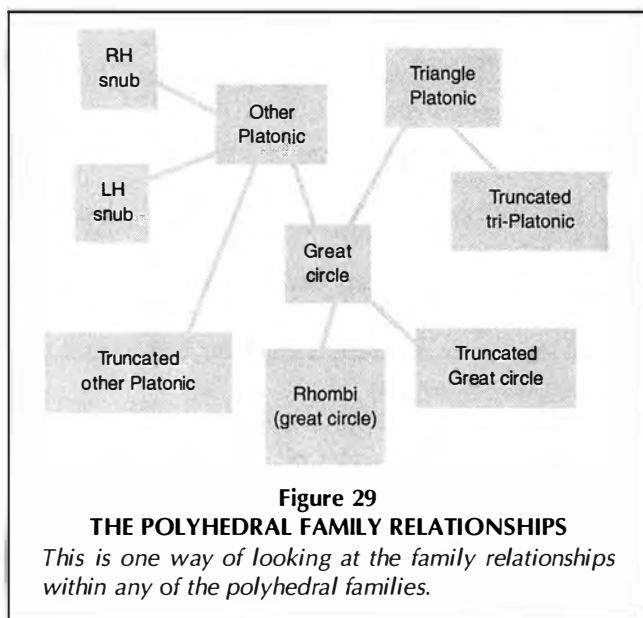 RH
snub
Other
Platonic
Triangle
Platonic
LH
snub
Truncated
tri-Platonic
Great
circle
Truncated
other Platonic
Rhombi
(great circle)
Truncated
Great circle
Figure 29
THE POLYHEDRAL FAMILY RELATIONSHIPS
This is one way of looking at the family relationships
within any of the polyhedral families.